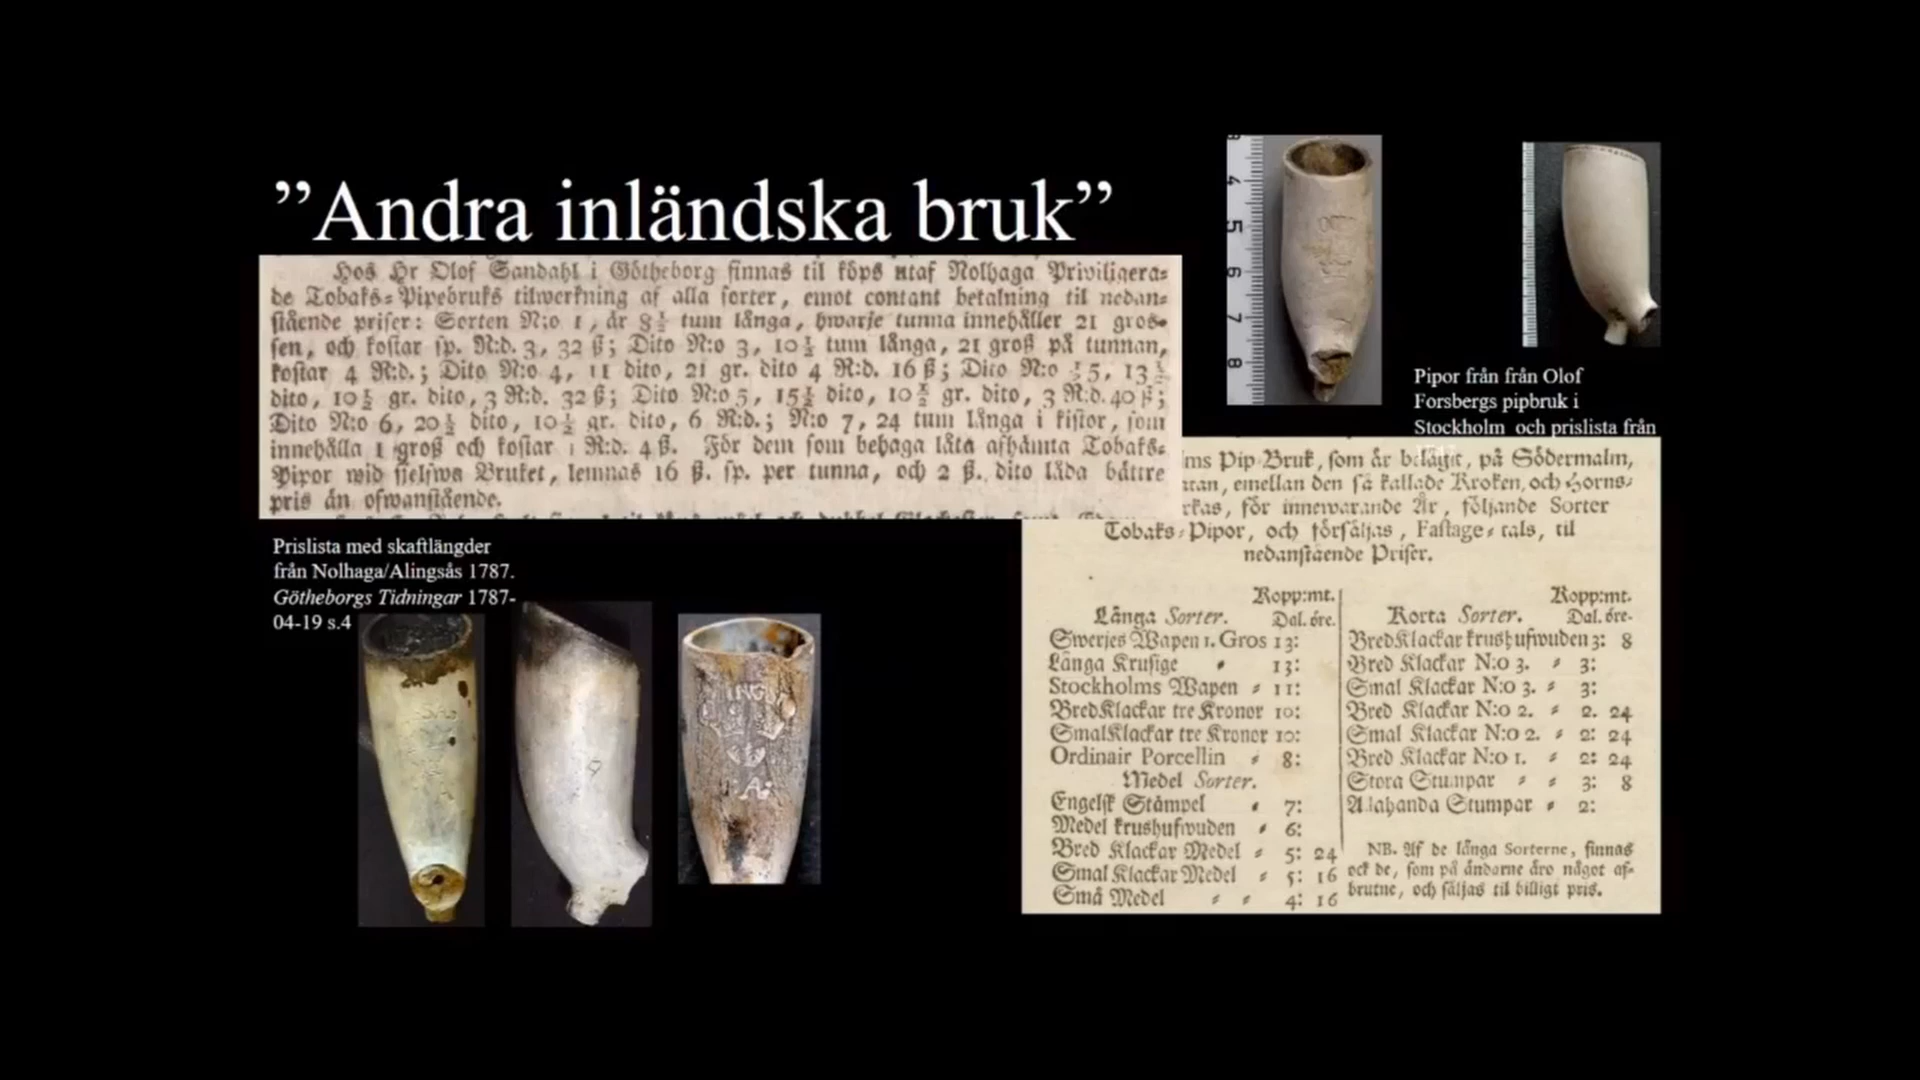 ”Andra inländska bruk”
Hos Hr Olof Sandahl i Götheborg finnas til köps utaf Nolhaga Priviligera=
de Tobaks=Pipebruks tilwerkning af alla sorter, emot contant betalning til nedan=
stående priser: Sorten N:o 1, är 8½ tum långa, hwarje tunna innehåller 21 gros=
sen, och kostar sp. R:d. 3, 32 ß; Dito N:o 3, 10½ tum långa, 21 groß på tunnan,
kostar 4 R:d.; Dito N:o 4, 11 dito, 21 gr. dito 4 R:d. 16 ß; Dito N:o 5, 13½
dito, 10½ gr. dito, 3 R:d. 32 ß; Dito N:o 5, 15½ dito, 10½ gr. dito, 3 R:d. 40 ß;
Dito N:o 6, 20½ dito, 10½ gr. dito, 6 R:d.; N:o 7, 24 tum långa i kistor, som
innehålla 1 groß och kostar 1 R:d. 4 ß. För dem som behaga låta afhämta Tobaks=
Pipor wid sjelfwa Bruket, lemnas 16 ß. sp. per tunna, och 2 ß. dito låda bättre
pris än ofwanstående.
Prislista med skaftlängder
från Nolhaga/Alingsås 1787.
Götheborgs Tidningar 1787-
04-19 s.4
4
5
6
7
8
Pipor från från Olof
Forsbergs pipbruk i
Stockholm och prislista från
ms Pip-Bruk, som är belägit, på Södermalm,
emellan den så kallade Kroken, och Horns=
för innewarande År, följande Sorter
Tobaks=Pipor, och försäljas, Fastage=tals, til
nedanstående Priser.
Kopp:mt.
Långa Sorter. Dal. öre.
Swerjes Wapen 1. Gros 13:
Långa Krusige 〃 13:
Stockholms Wapen 〃 11:
Bred Klackar tre Kronor 10:
Smal Klackar tre Kronor 10:
Ordinair Porcellin 〃 8:
Medel Sorter.
Engelsk Stämpel 〃 7:
Medel krushufwuden 〃 6:
Bred Klackar Medel 〃 5: 24
Smal Klackar Medel 〃 5: 16
Små Medel 〃 〃 4: 16
Kopp:mt.
Korta Sorter. Dal. öre.
Bred Klackar krushufwuden 3: 8
Bred Klackar N:o 3. 〃 3:
Smal Klackar N:o 3. 〃 3:
Bred Klackar N:o 2. 〃 2. 24
Smal Klackar N:o 2. 〃 2: 24
Bred Klackar N:o 1. 〃 2: 24
Stora Stumpar 〃 〃 3: 8
Allahanda Stumpar 〃 2:
NB. Af de långa Sorterne, finnas
ock de, som på ändarne äro något af=
brutne, och säljas til billigt pris.